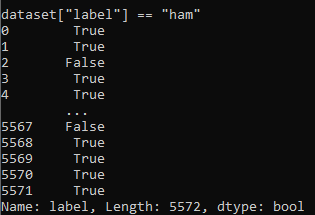 dataset["label"] == "ham"
0        True
1        True
2       False
3        True
4        True
        ...
5567    False
5568     True
5569     True
5570     True
5571     True
Name: label, Length: 5572, dtype: bool